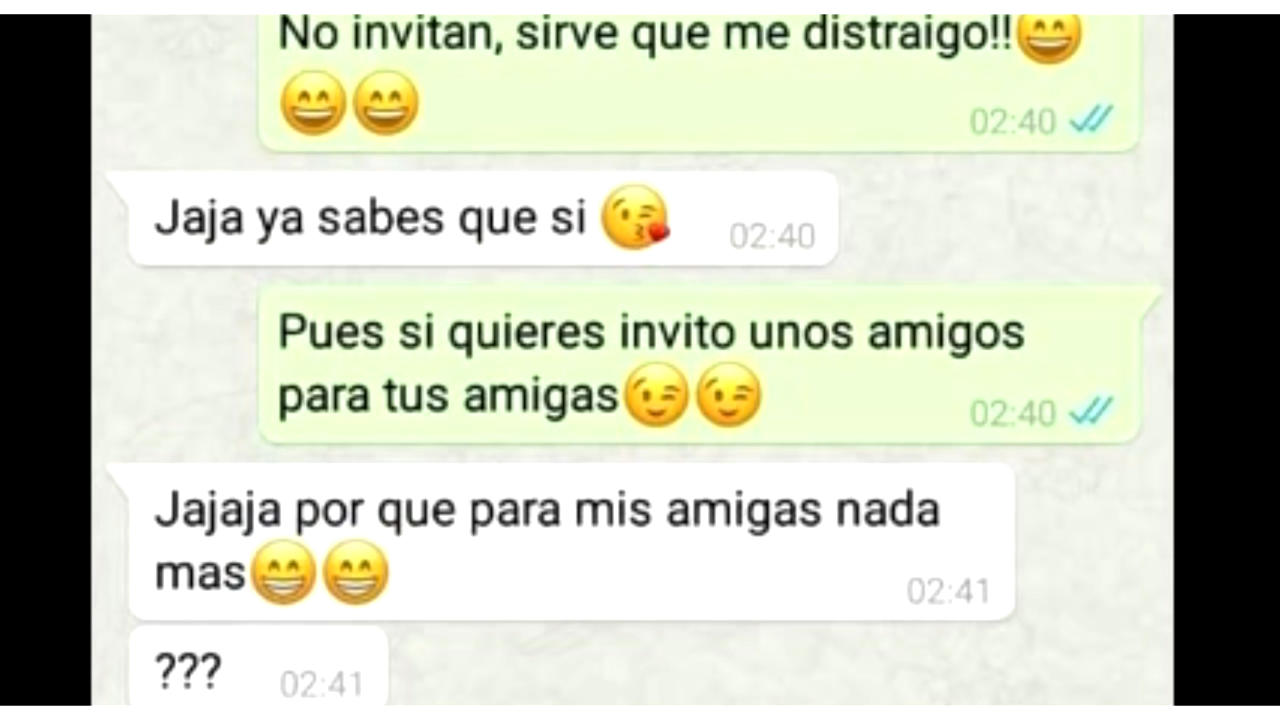 No invitan, sirve que me distraigo!!😄
😄😄
02:40
Jaja ya sabes que si 😘 02:40
Pues si quieres invito unos amigos
para tus amigas😉😉
02:40
Jajaja por que para mis amigas nada
mas😁😁
02:41
??? 02:41